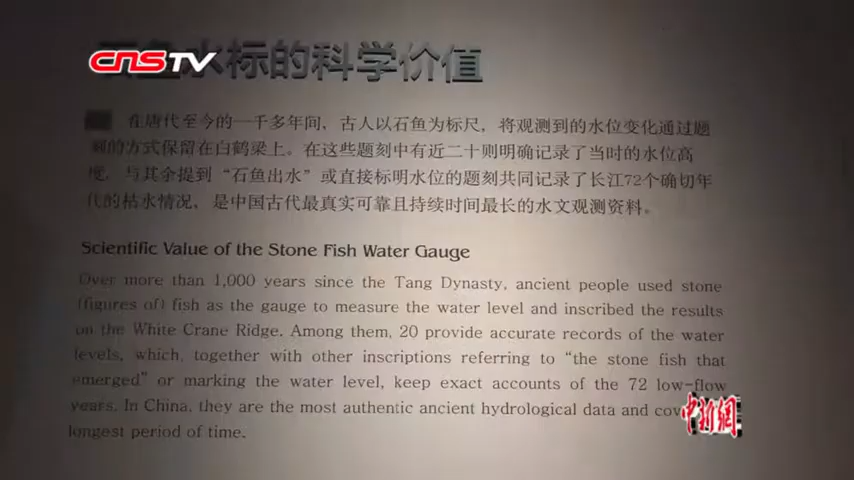 CNSTV
水标的科学价值
在唐代至今的一千多年间，古人以石鱼为标尺，将观测到的水位变化通过题
刻的方式保留在白鹤梁上。在这些题刻中有近二十则明确记录了当时的水位高
度，与其余提到“石鱼出水”或直接标明水位的题刻共同记录了长江72个确切年
代的枯水情况，是中国古代最真实可靠且持续时间最长的水文观测资料。
Scientific Value of the Stone Fish Water Gauge
Over more than 1,000 years since the Tang Dynasty, ancient people used stone
(figures of) fish as the gauge to measure the water level and inscribed the results
on the White Crane Ridge. Among them, 20 provide accurate records of the water
levels, which, together with other inscriptions referring to “the stone fish that
emerged” or marking the water level, keep exact accounts of the 72 low-flow
years. In China, they are the most authentic ancient hydrological data and
中新網
longest period of time.